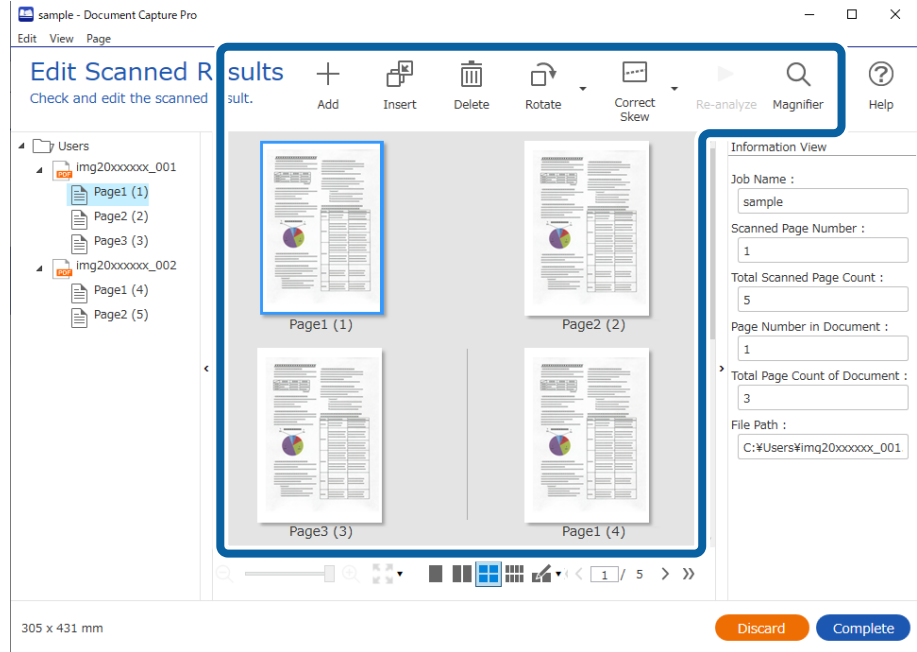 sample - Document Capture Pro
Edit View Page
Edit Scanned R sults
Check and edit the scanned sult.
Add
Insert
Delete
Rotate
Correct
Skew
Re-analyze
Magnifier
Help
Users
img20xxxxxx_001
Page1 (1)
Page2 (2)
Page3 (3)
img20xxxxxx_002
Page1 (4)
Page2 (5)
Page1 (1)
Page2 (2)
Page3 (3)
Page1 (4)
Information View
Job Name :
sample
Scanned Page Number :
1
Total Scanned Page Count :
5
Page Number in Document :
1
Total Page Count of Document :
3
File Path :
C:¥Users¥img20xxxxxx_001
1 / 5
305 x 431 mm
Discard
Complete